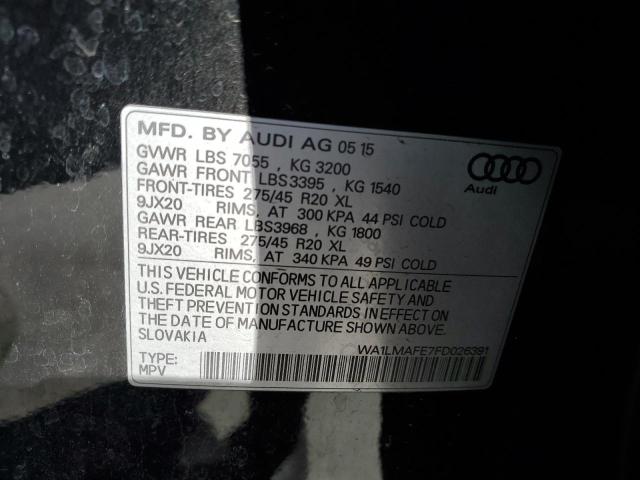 MFD. BY AUDI AG 05 15
GVWR LBS 7055 , KG 3200
GAWR FRONT LBS3395 , KG 1540
FRONT-TIRES 275/45 R20 XL
9JX20 RIMS, AT 300 KPA 44 PSI COLD
GAWR REAR LBS3968 , KG 1800
REAR-TIRES 275/45 R20 XL
9JX20 RIMS, AT 340 KPA 49 PSI COLD
Audi
THIS VEHICLE CONFORMS TO ALL APPLICABLE
U.S. FEDERAL MOTOR VEHICLE SAFETY AND
THEFT PREVENTION STANDARDS IN EFFECT ON
THE DATE OF MANUFACTURE SHOWN ABOVE.
SLOVAKIA
WA1LMAFE7FD026391
TYPE:
MPV